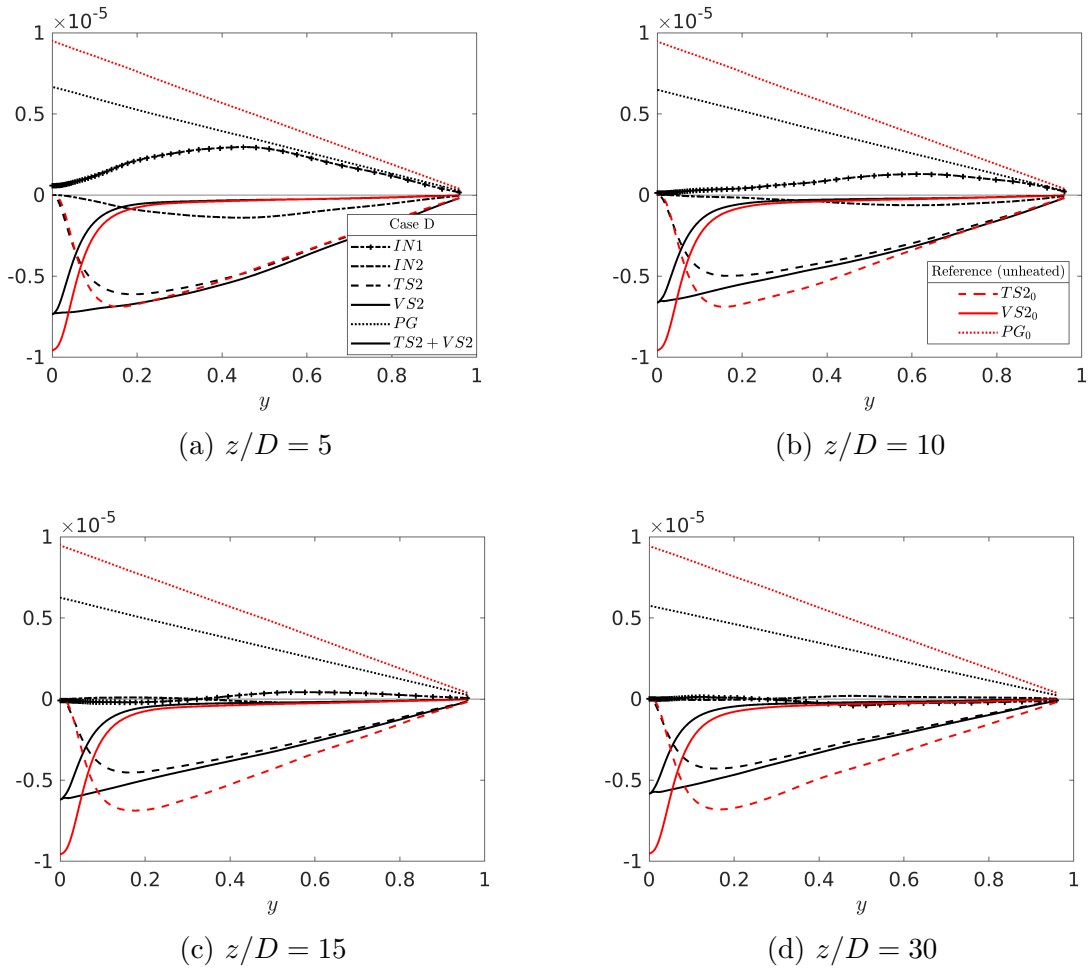 ×10⁻⁵
1
0.5
0
-0.5
-1
0 0.2 0.4 0.6 0.8 1
y
Case D
IN1
IN2
TS2
VS2
PG
TS2 + VS2
(a) z/D = 5
×10⁻⁵
1
0.5
0
-0.5
-1
0 0.2 0.4 0.6 0.8 1
y
Reference (unheated)
TS2₀
VS2₀
PG₀
(b) z/D = 10
×10⁻⁵
1
0.5
0
-0.5
-1
0 0.2 0.4 0.6 0.8 1
y
(c) z/D = 15
×10⁻⁵
1
0.5
0
-0.5
-1
0 0.2 0.4 0.6 0.8 1
y
(d) z/D = 30